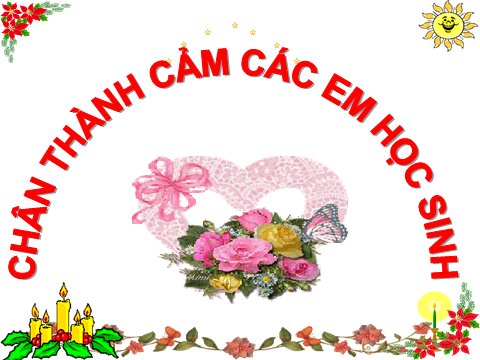 CHÂN THÀNH CẢM CÁC EM HỌC SINH